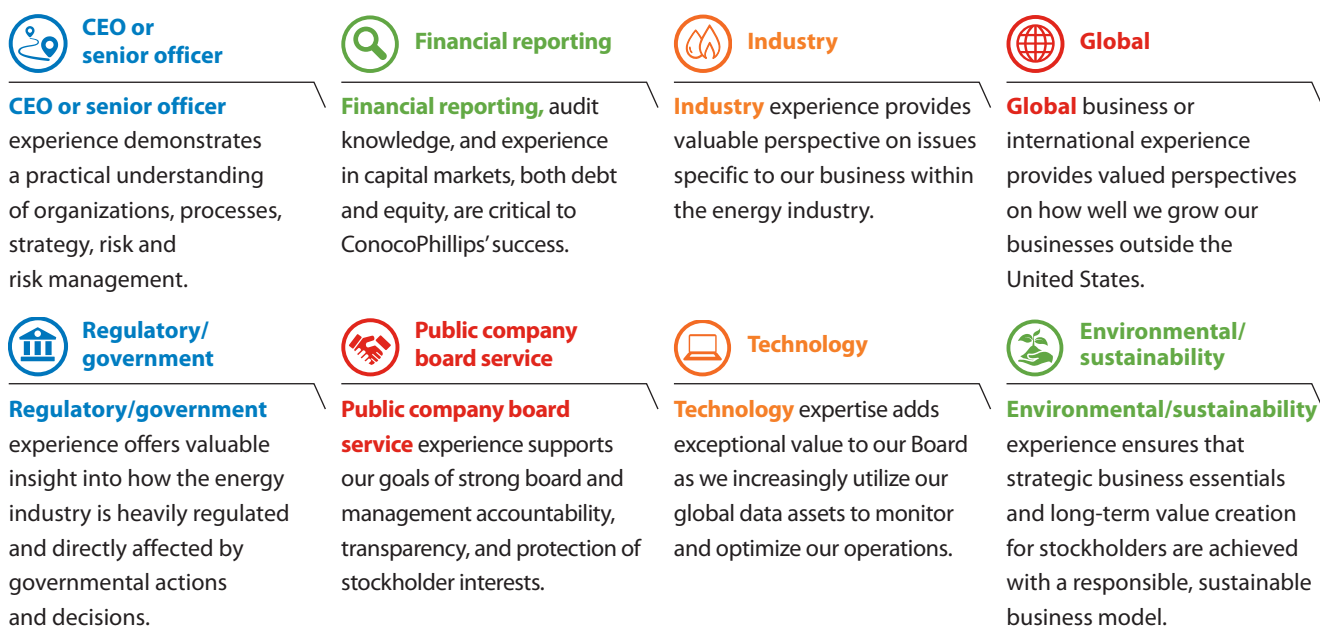 CEO or
senior officer
CEO or senior officer
experience demonstrates
a practical understanding
of organizations, processes,
strategy, risk and
risk management.
Financial reporting
Financial reporting, audit
knowledge, and experience
in capital markets, both debt
and equity, are critical to
ConocoPhillips’ success.
Industry
Industry experience provides
valuable perspective on issues
specific to our business within
the energy industry.
Global
Global business or
international experience
provides valued perspectives
on how well we grow our
businesses outside the
United States.
Regulatory/
government
Regulatory/government
experience offers valuable
insight into how the energy
industry is heavily regulated
and directly affected by
governmental actions
and decisions.
Public company
board service
Public company board
service experience supports
our goals of strong board and
management accountability,
transparency, and protection of
stockholder interests.
Technology
Technology expertise adds
exceptional value to our Board
as we increasingly utilize our
global data assets to monitor
and optimize our operations.
Environmental/
sustainability
Environmental/sustainability
experience ensures that
strategic business essentials
and long-term value creation
for stockholders are achieved
with a responsible, sustainable
business model.